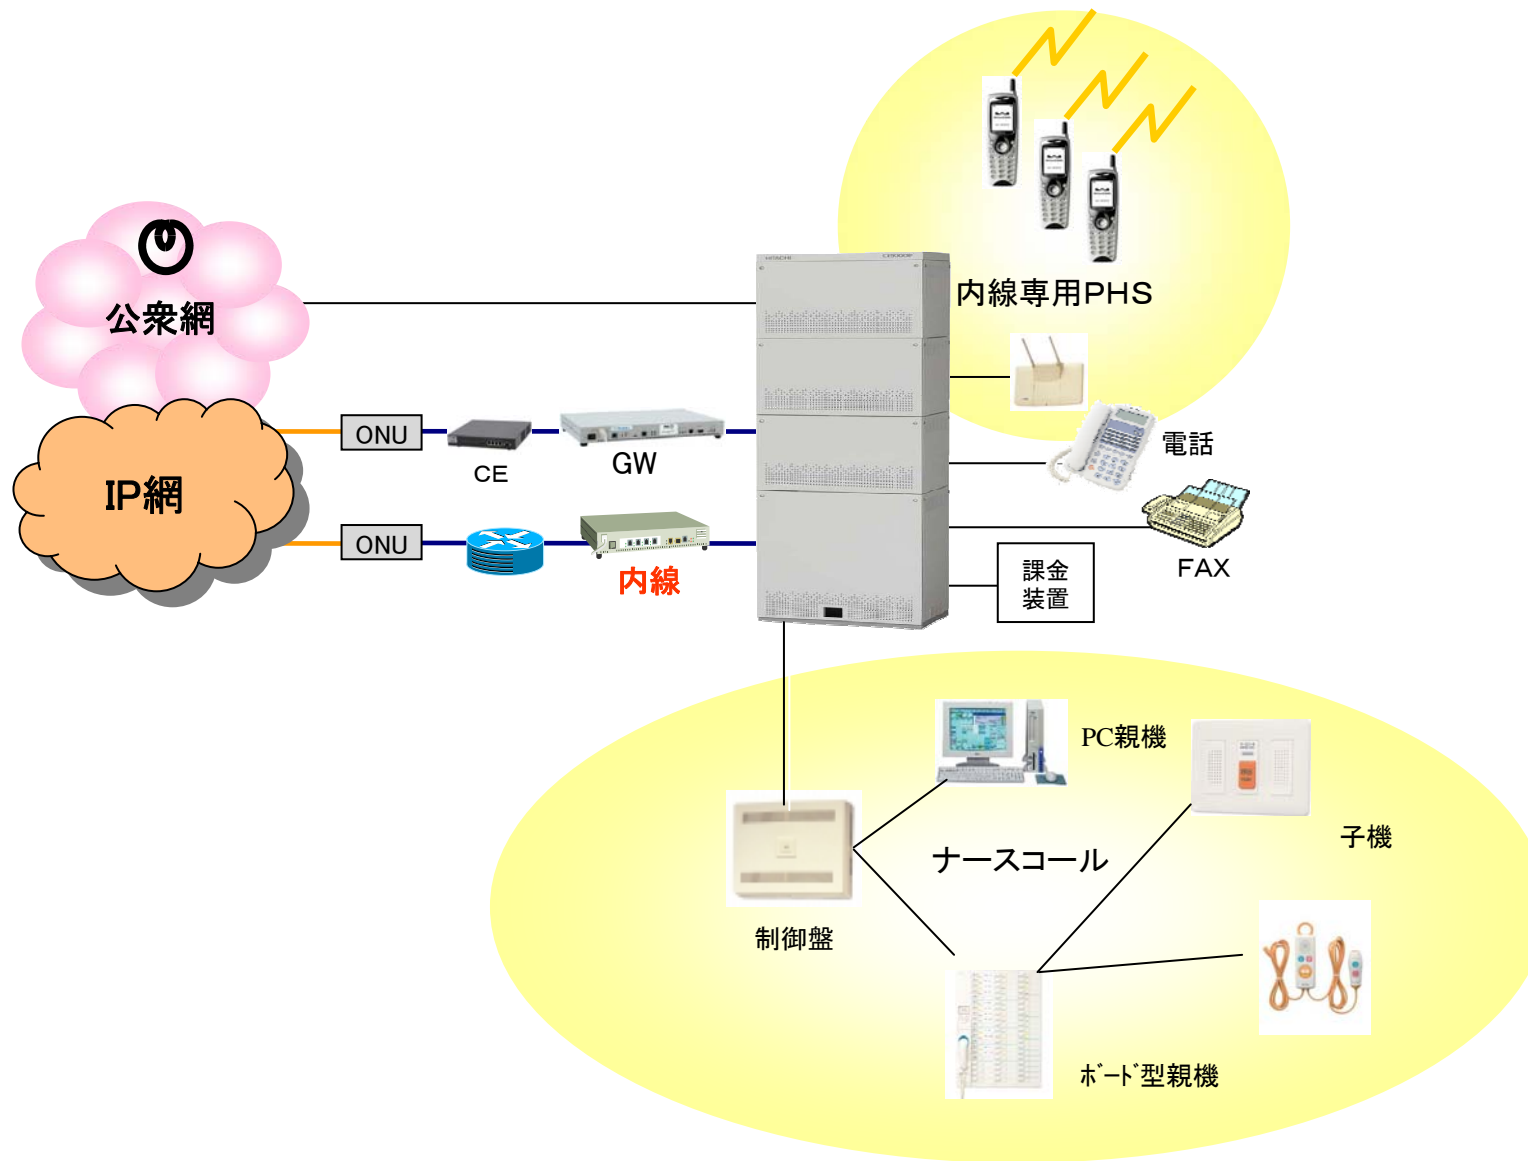 HITACHI
内線専用PHS
公衆網
電話
ONU
CE
GW
IP網
ONU
内線
FAX
課金
装置
PC親機
子機
ナースコール
制御盤
ﾎﾞｰﾄﾞ型親機